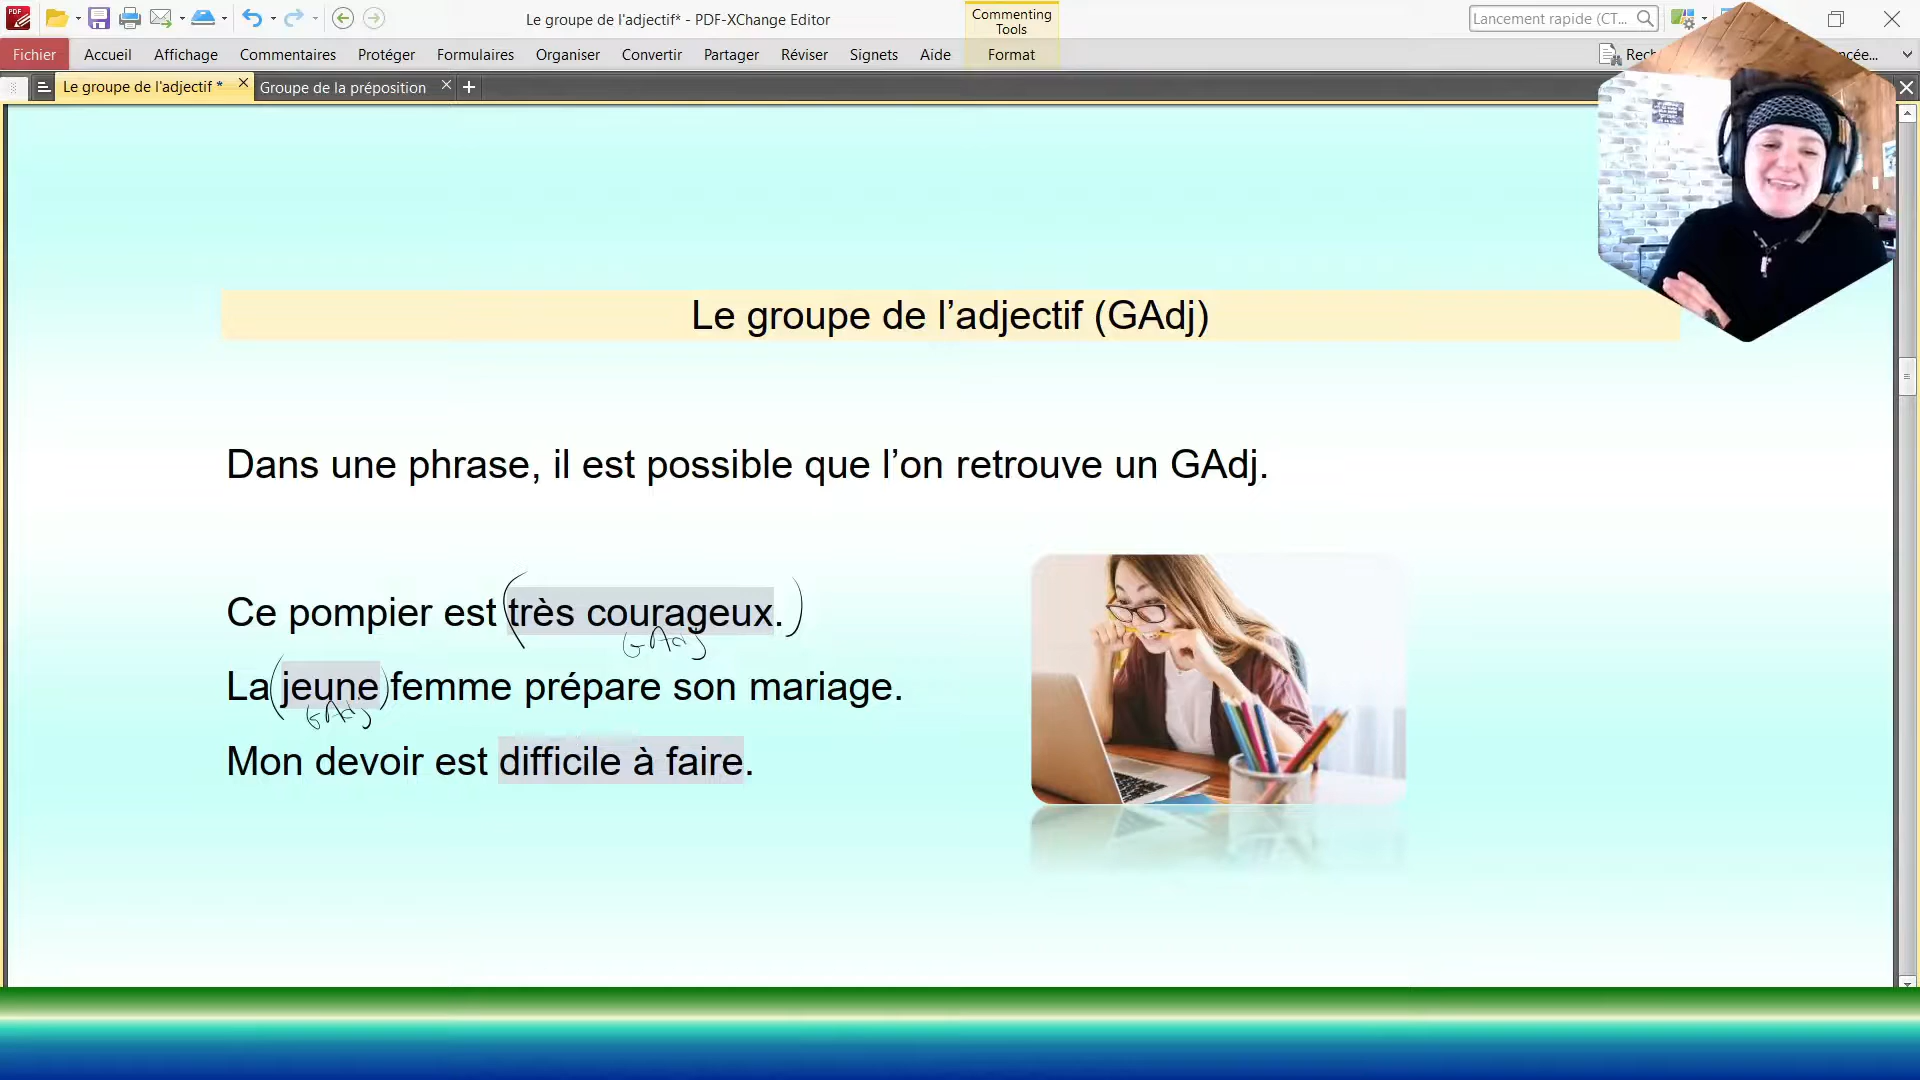 Le groupe de l'adjectif* - PDF-XChange Editor
Commenting
Tools
Lancement rapide (CT...
Fichier Accueil Affichage Commentaires Protéger Formulaires Organiser Convertir Partager Réviser Signets Aide Format
Le groupe de l'adjectif * Groupe de la préposition
Le groupe de l’adjectif (GAdj)
Dans une phrase, il est possible que l’on retrouve un GAdj.
Ce pompier est (très courageux.)
GAdj
La (jeune) femme prépare son mariage.
GAdj
Mon devoir est difficile à faire.